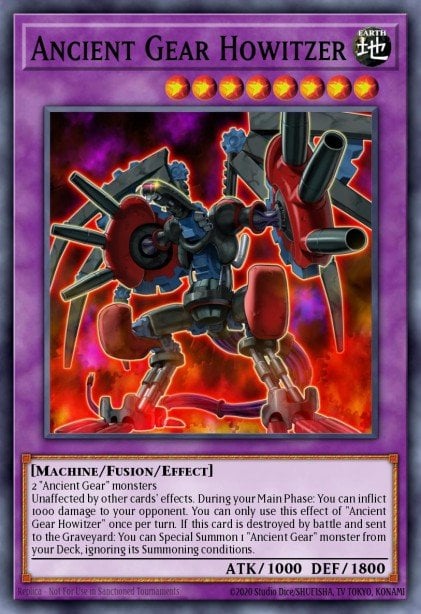 Ancient Gear Howitzer
EARTH
地
[Machine/Fusion/Effect]
2 "Ancient Gear" monsters
Unaffected by other cards' effects. During your Main Phase: You can inflict
1000 damage to your opponent. You can only use this effect of "Ancient
Gear Howitzer" once per turn. If this card is destroyed by battle and sent
to the Graveyard: You can Special Summon 1 "Ancient Gear" monster from
your Deck, ignoring its Summoning conditions.
ATK/1000 DEF/1800
Replica - Not For Use in Sanctioned Tournaments
©2020 Studio Dice/SHUEISHA, TV TOKYO, KONAMI